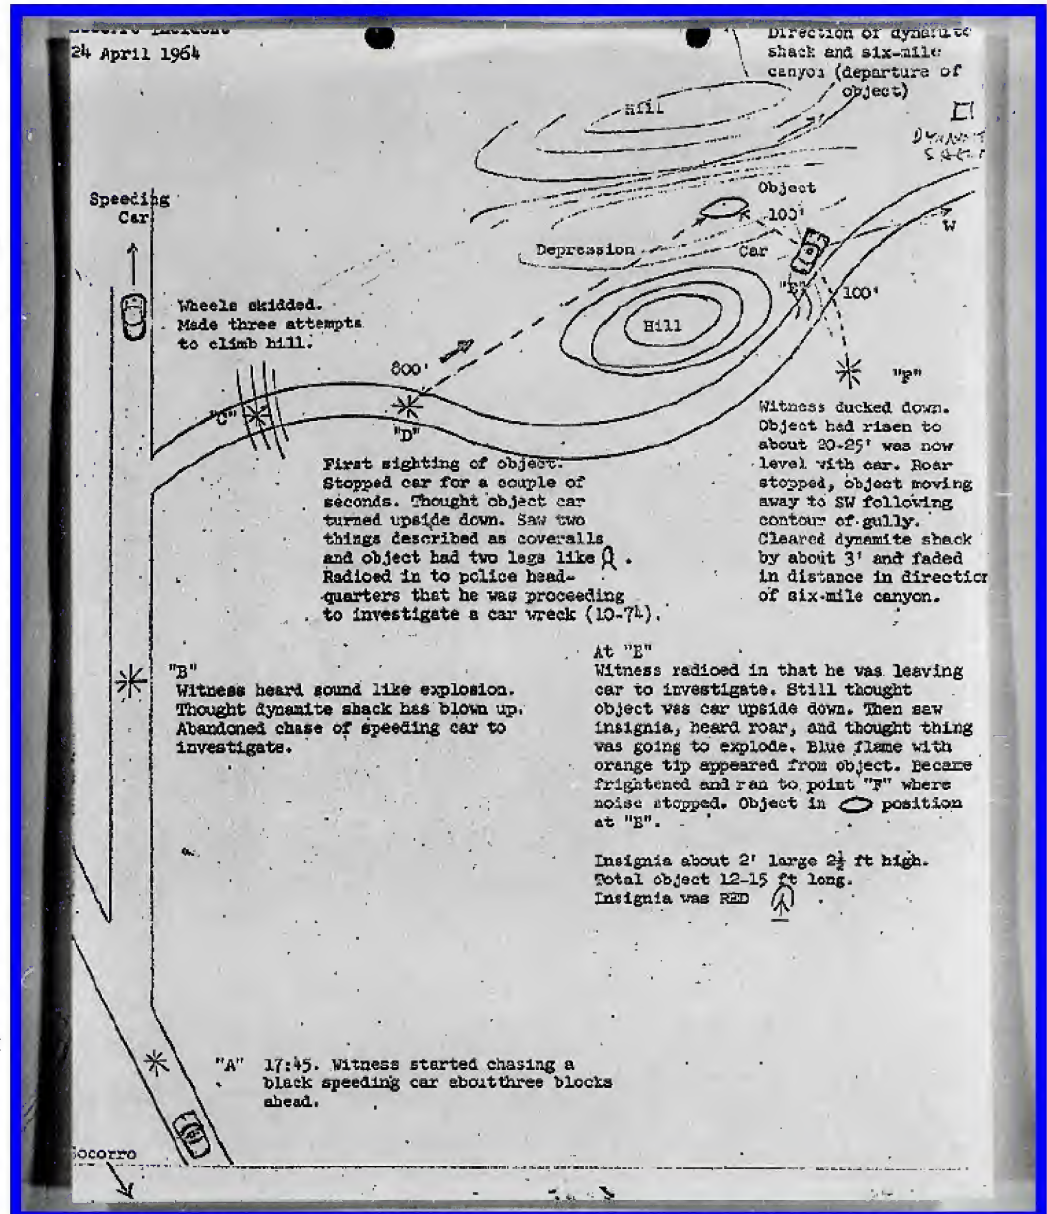 Socorro Incident
24 April 1964
Direction of dynamite
shack and six-mile
canyon (departure of
object)
Hill
DYNAMIT
Speeding
Car
Object
100'
Depression
Car
W
"E"
100'
Wheels skidded.
Made three attempts
to climb hill.
Hill
800'
"F"
"C"
"D"
Witness ducked down.
Object had risen to
about 20-25' was now
level with car. Roar
stopped, object moving
away to SW following
contour of gully.
Cleared dynamite shack
by about 3' and faded
in distance in direction
of six-mile canyon.
First sighting of object.
Stopped car for a couple of
seconds. Thought object car
turned upside down. Saw two
things described as coveralls
and object had two legs like .
Radioed in to police head-
quarters that he was proceeding
to investigate a car wreck (10-74).
"B"
Witness heard sound like explosion.
Thought dynamite shack has blown up.
Abandoned chase of speeding car to
investigate.
At "E"
Witness radioed in that he was leaving
car to investigate. Still thought
object was car upside down. Then saw
insignia, heard roar, and thought thing
was going to explode. Blue flame with
orange tip appeared from object. Became
frightened and ran to point "F" where
noise stopped. Object in position
at "E".
Insignia about 2' large 2½ ft high.
Total object 12-15 ft long.
Insignia was RED
"A" 17:45. Witness started chasing a
black speeding car aboutthree blocks
ahead.
Socorro